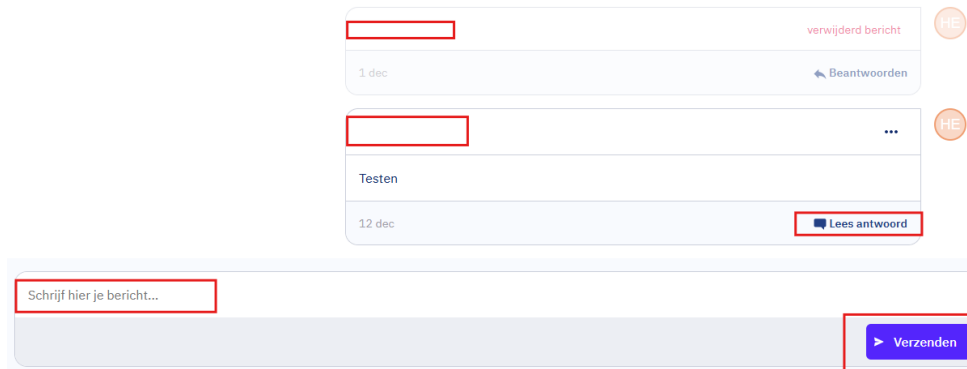 verwijderd bericht
HE
1 dec
Beantwoorden
...
HE
Testen
12 dec
Lees antwoord
Schrijf hier je bericht...
Verzenden